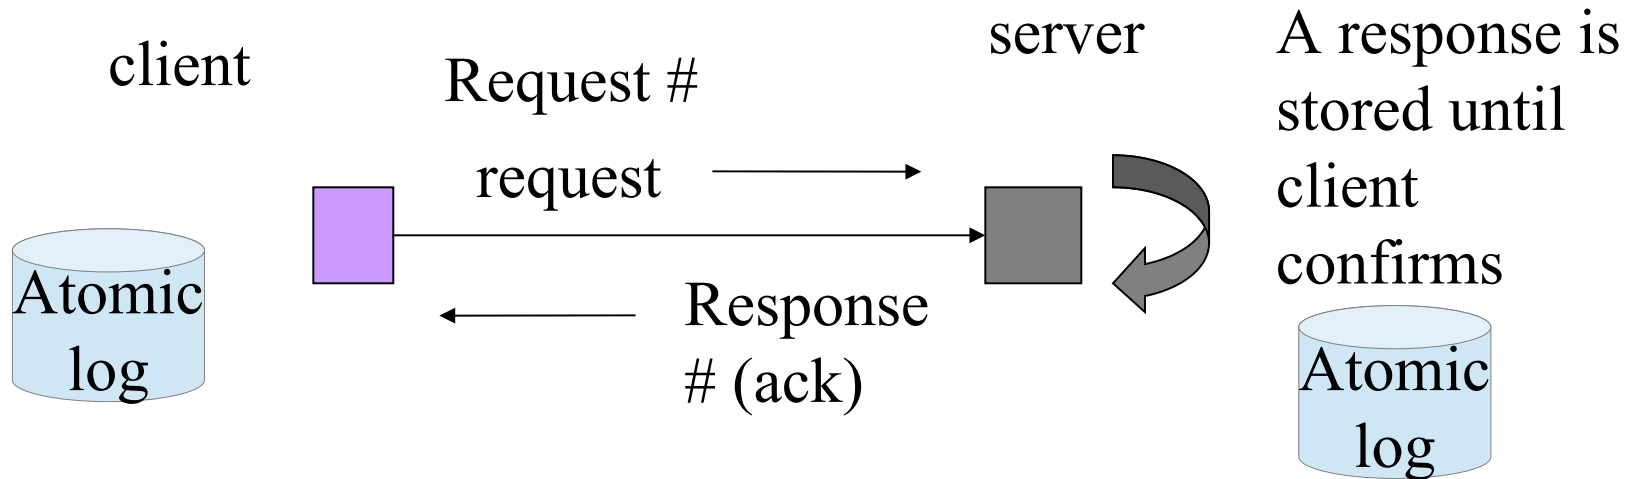 client
Request #
request
Response
# (ack)
server
A response is
stored until
client
confirms
Atomic
log
Atomic
log